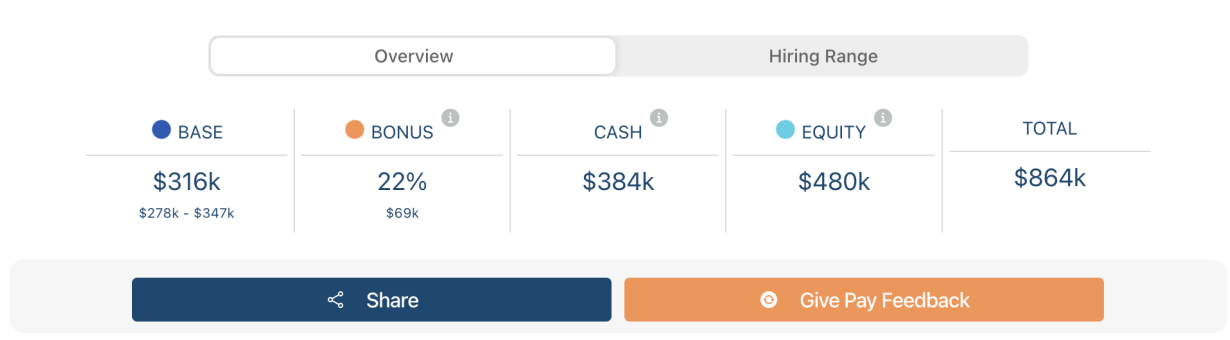 Overview
Hiring Range
BASE
BONUS i
CASH i
EQUITY i
TOTAL
$316k
22%
$384k
$480k
$864k
$278k - $347k
$69k
Share
Give Pay Feedback